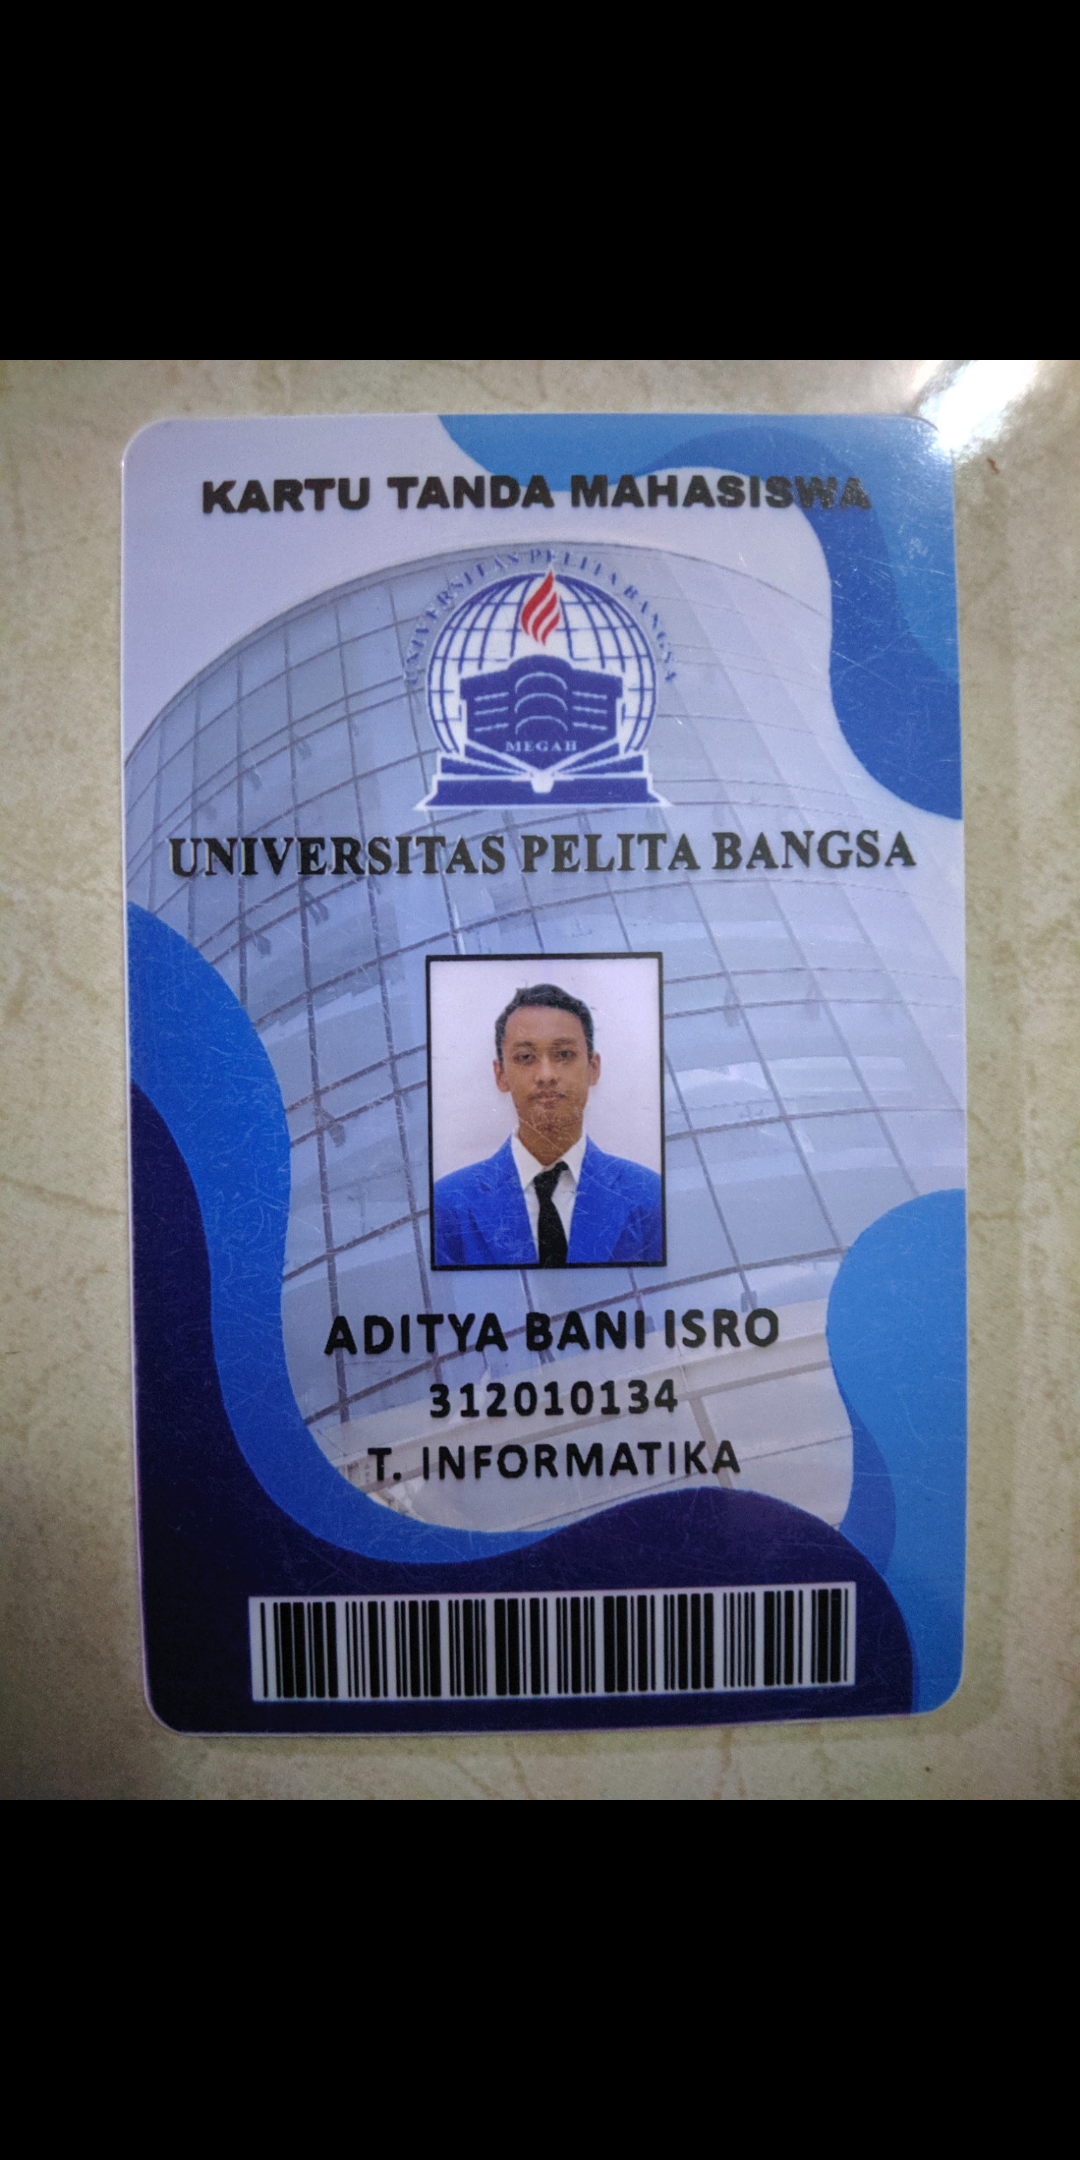 KARTU TANDA MAHASISWA
UNIVERSITAS PELITA BANGSA
MEGAH
UNIVERSITAS PELITA BANGSA
ADITYA BANI ISRO
312010134
T. INFORMATIKA